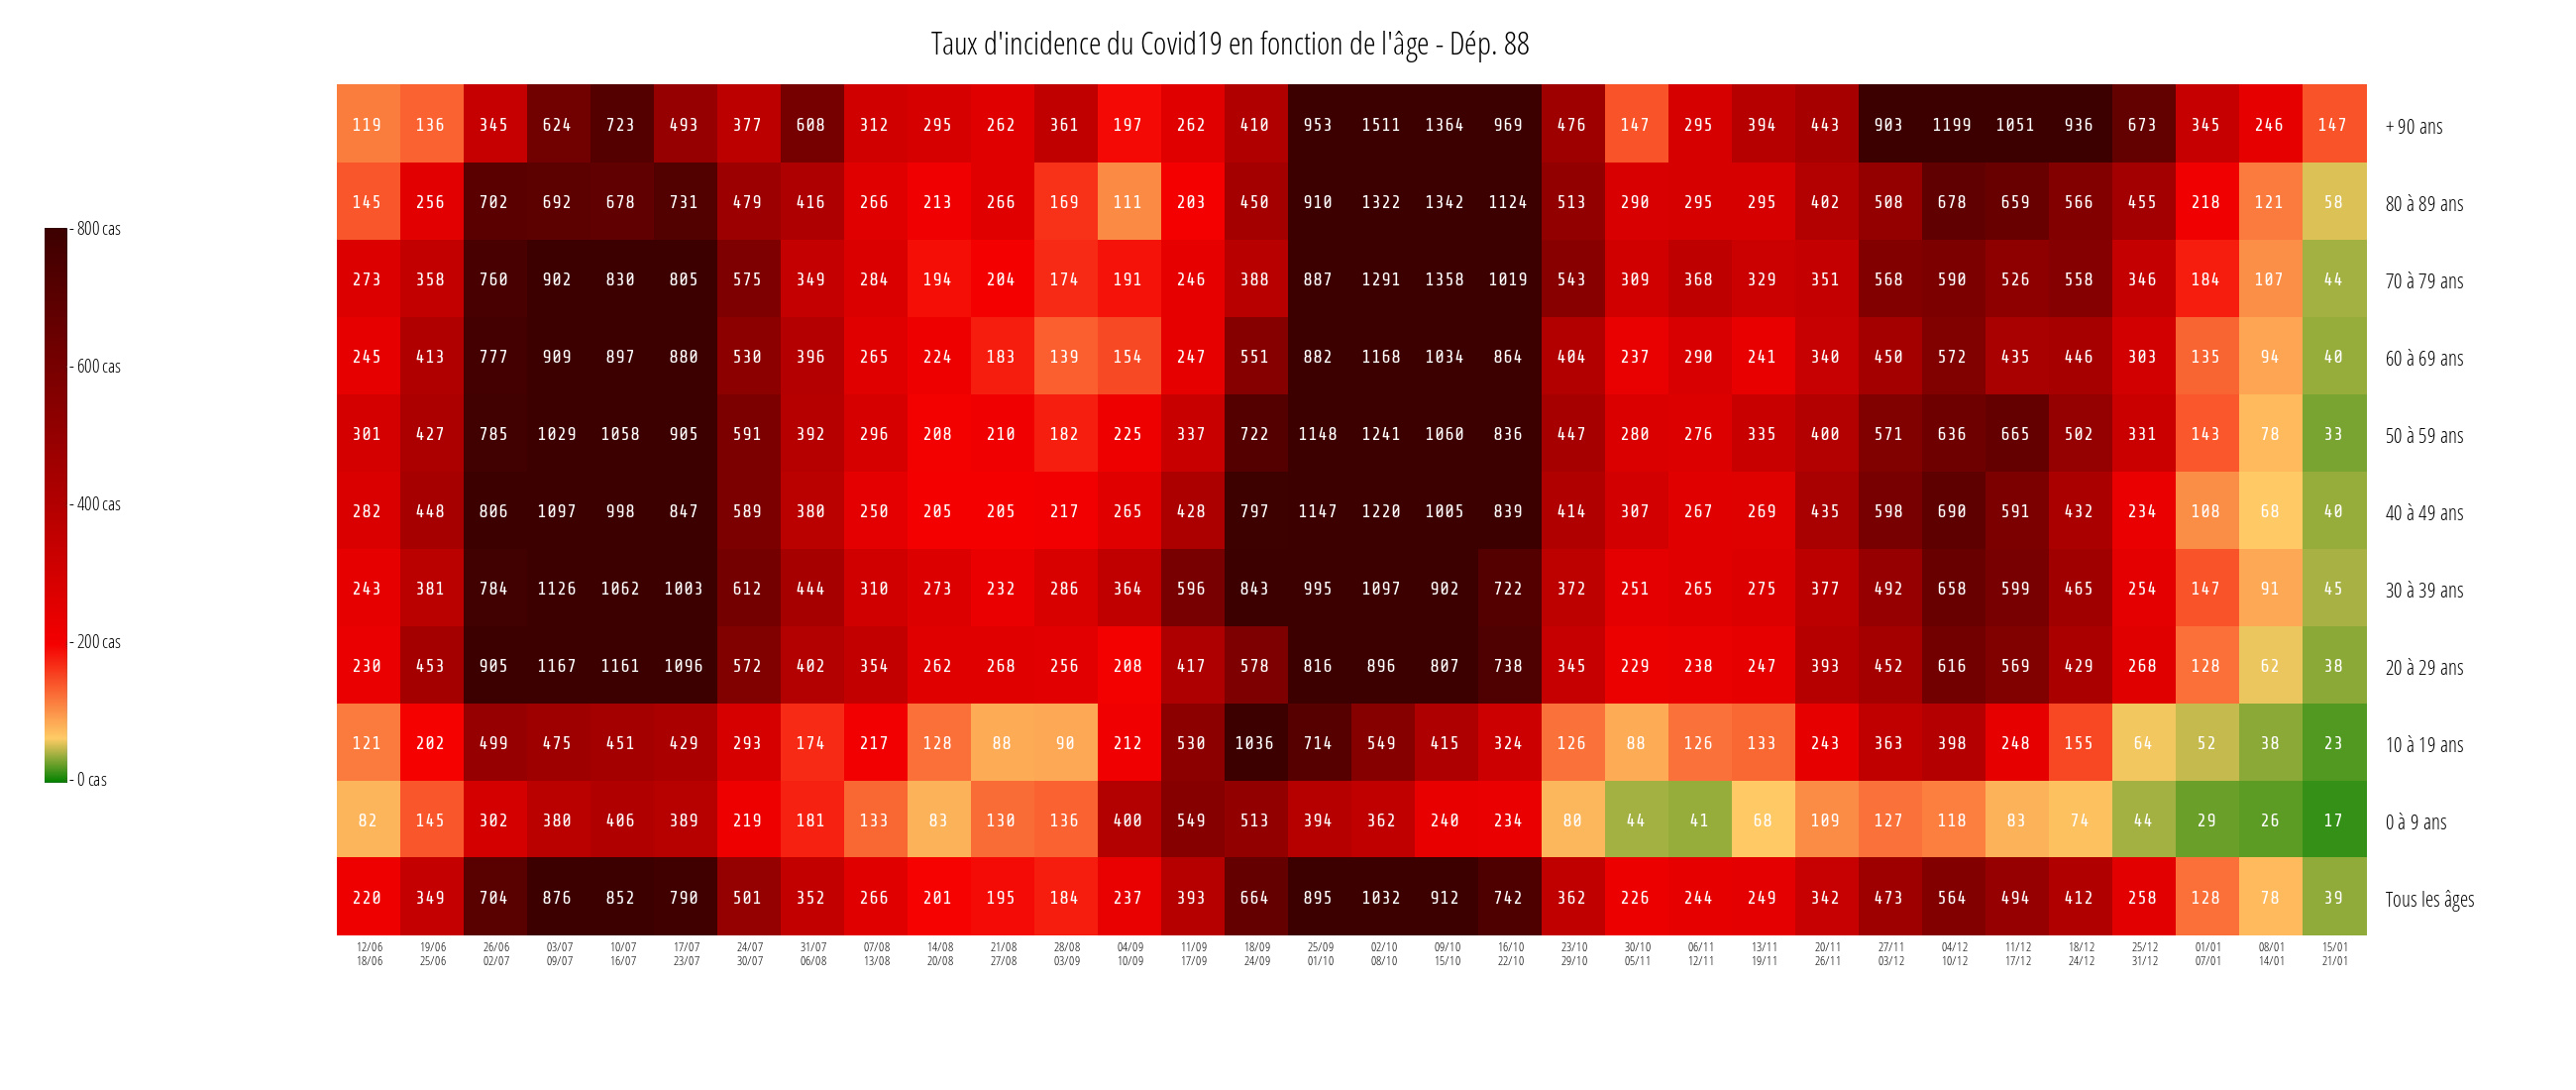 Taux d'incidence du Covid19 en fonction de l'âge - Dép. 88
- 800 cas
- 600 cas
- 400 cas
- 200 cas
- 0 cas
119 136 345 624 723 493 377 608 312 295 262 361 197 262 410 953 1511 1364 969 476 147 295 394 443 903 1199 1051 936 673 345 246 147 + 90 ans
145 256 702 692 678 731 479 416 266 213 266 169 111 203 450 910 1322 1342 1124 513 290 295 295 402 508 678 659 566 455 218 121 58 80 à 89 ans
273 358 760 902 830 805 575 349 284 194 204 174 191 246 388 887 1291 1358 1019 543 309 368 329 351 568 590 526 558 346 184 107 44 70 à 79 ans
245 413 777 909 897 880 530 396 265 224 183 139 154 247 551 882 1168 1034 864 404 237 290 241 340 450 572 435 446 303 135 94 40 60 à 69 ans
301 427 785 1029 1058 905 591 392 296 208 210 182 225 337 722 1148 1241 1060 836 447 280 276 335 400 571 636 665 502 331 143 78 33 50 à 59 ans
282 448 806 1097 998 847 589 380 250 205 205 217 265 428 797 1147 1220 1005 839 414 307 267 269 435 598 690 591 432 234 108 68 40 40 à 49 ans
243 381 784 1126 1062 1003 612 444 310 273 232 286 364 596 843 995 1097 902 722 372 251 265 275 377 492 658 599 465 254 147 91 45 30 à 39 ans
230 453 905 1167 1161 1096 572 402 354 262 268 256 208 417 578 816 896 807 738 345 229 238 247 393 452 616 569 429 268 128 62 38 20 à 29 ans
121 202 499 475 451 429 293 174 217 128 88 90 212 530 1036 714 549 415 324 126 88 126 133 243 363 398 248 155 64 52 38 23 10 à 19 ans
82 145 302 380 406 389 219 181 133 83 130 136 400 549 513 394 362 240 234 80 44 41 68 109 127 118 83 74 44 29 26 17 0 à 9 ans
220 349 704 876 852 790 501 352 266 201 195 184 237 393 664 895 1032 912 742 362 226 244 249 342 473 564 494 412 258 128 78 39 Tous les âges
12/06 19/06 26/06 03/07 10/07 17/07 24/07 31/07 07/08 14/08 21/08 28/08 04/09 11/09 18/09 25/09 02/10 09/10 16/10 23/10 30/10 06/11 13/11 20/11 27/11 04/12 11/12 18/12 25/12 01/01 08/01 15/01
18/06 25/06 02/07 09/07 16/07 23/07 30/07 06/08 13/08 20/08 27/08 03/09 10/09 17/09 24/09 01/10 08/10 15/10 22/10 29/10 05/11 12/11 19/11 26/11 03/12 10/12 17/12 24/12 31/12 07/01 14/01 21/01